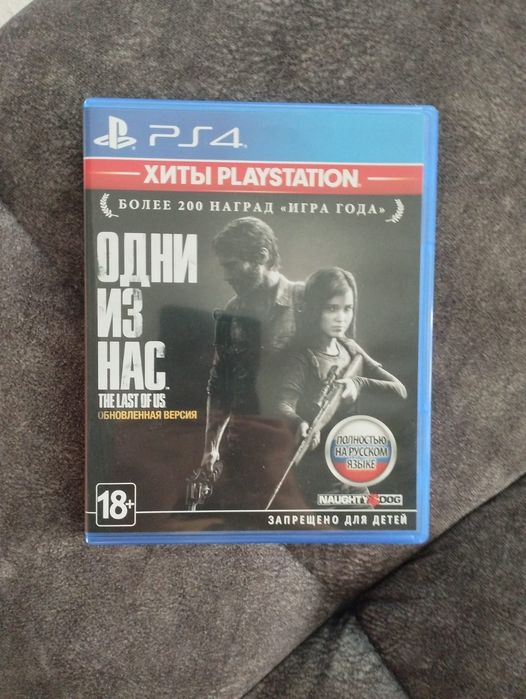 PS4
ХИТЫ PLAYSTATION
БОЛЕЕ 200 НАГРАД «ИГРА ГОДА»
ОДНИ
ИЗ
НАС™
THE LAST OF US
ОБНОВЛЕННАЯ ВЕРСИЯ
ПОЛНОСТЬЮ
НА РУССКОМ
ЯЗЫКЕ
NAUGHTY DOG
18+
ЗАПРЕЩЕНО ДЛЯ ДЕТЕЙ